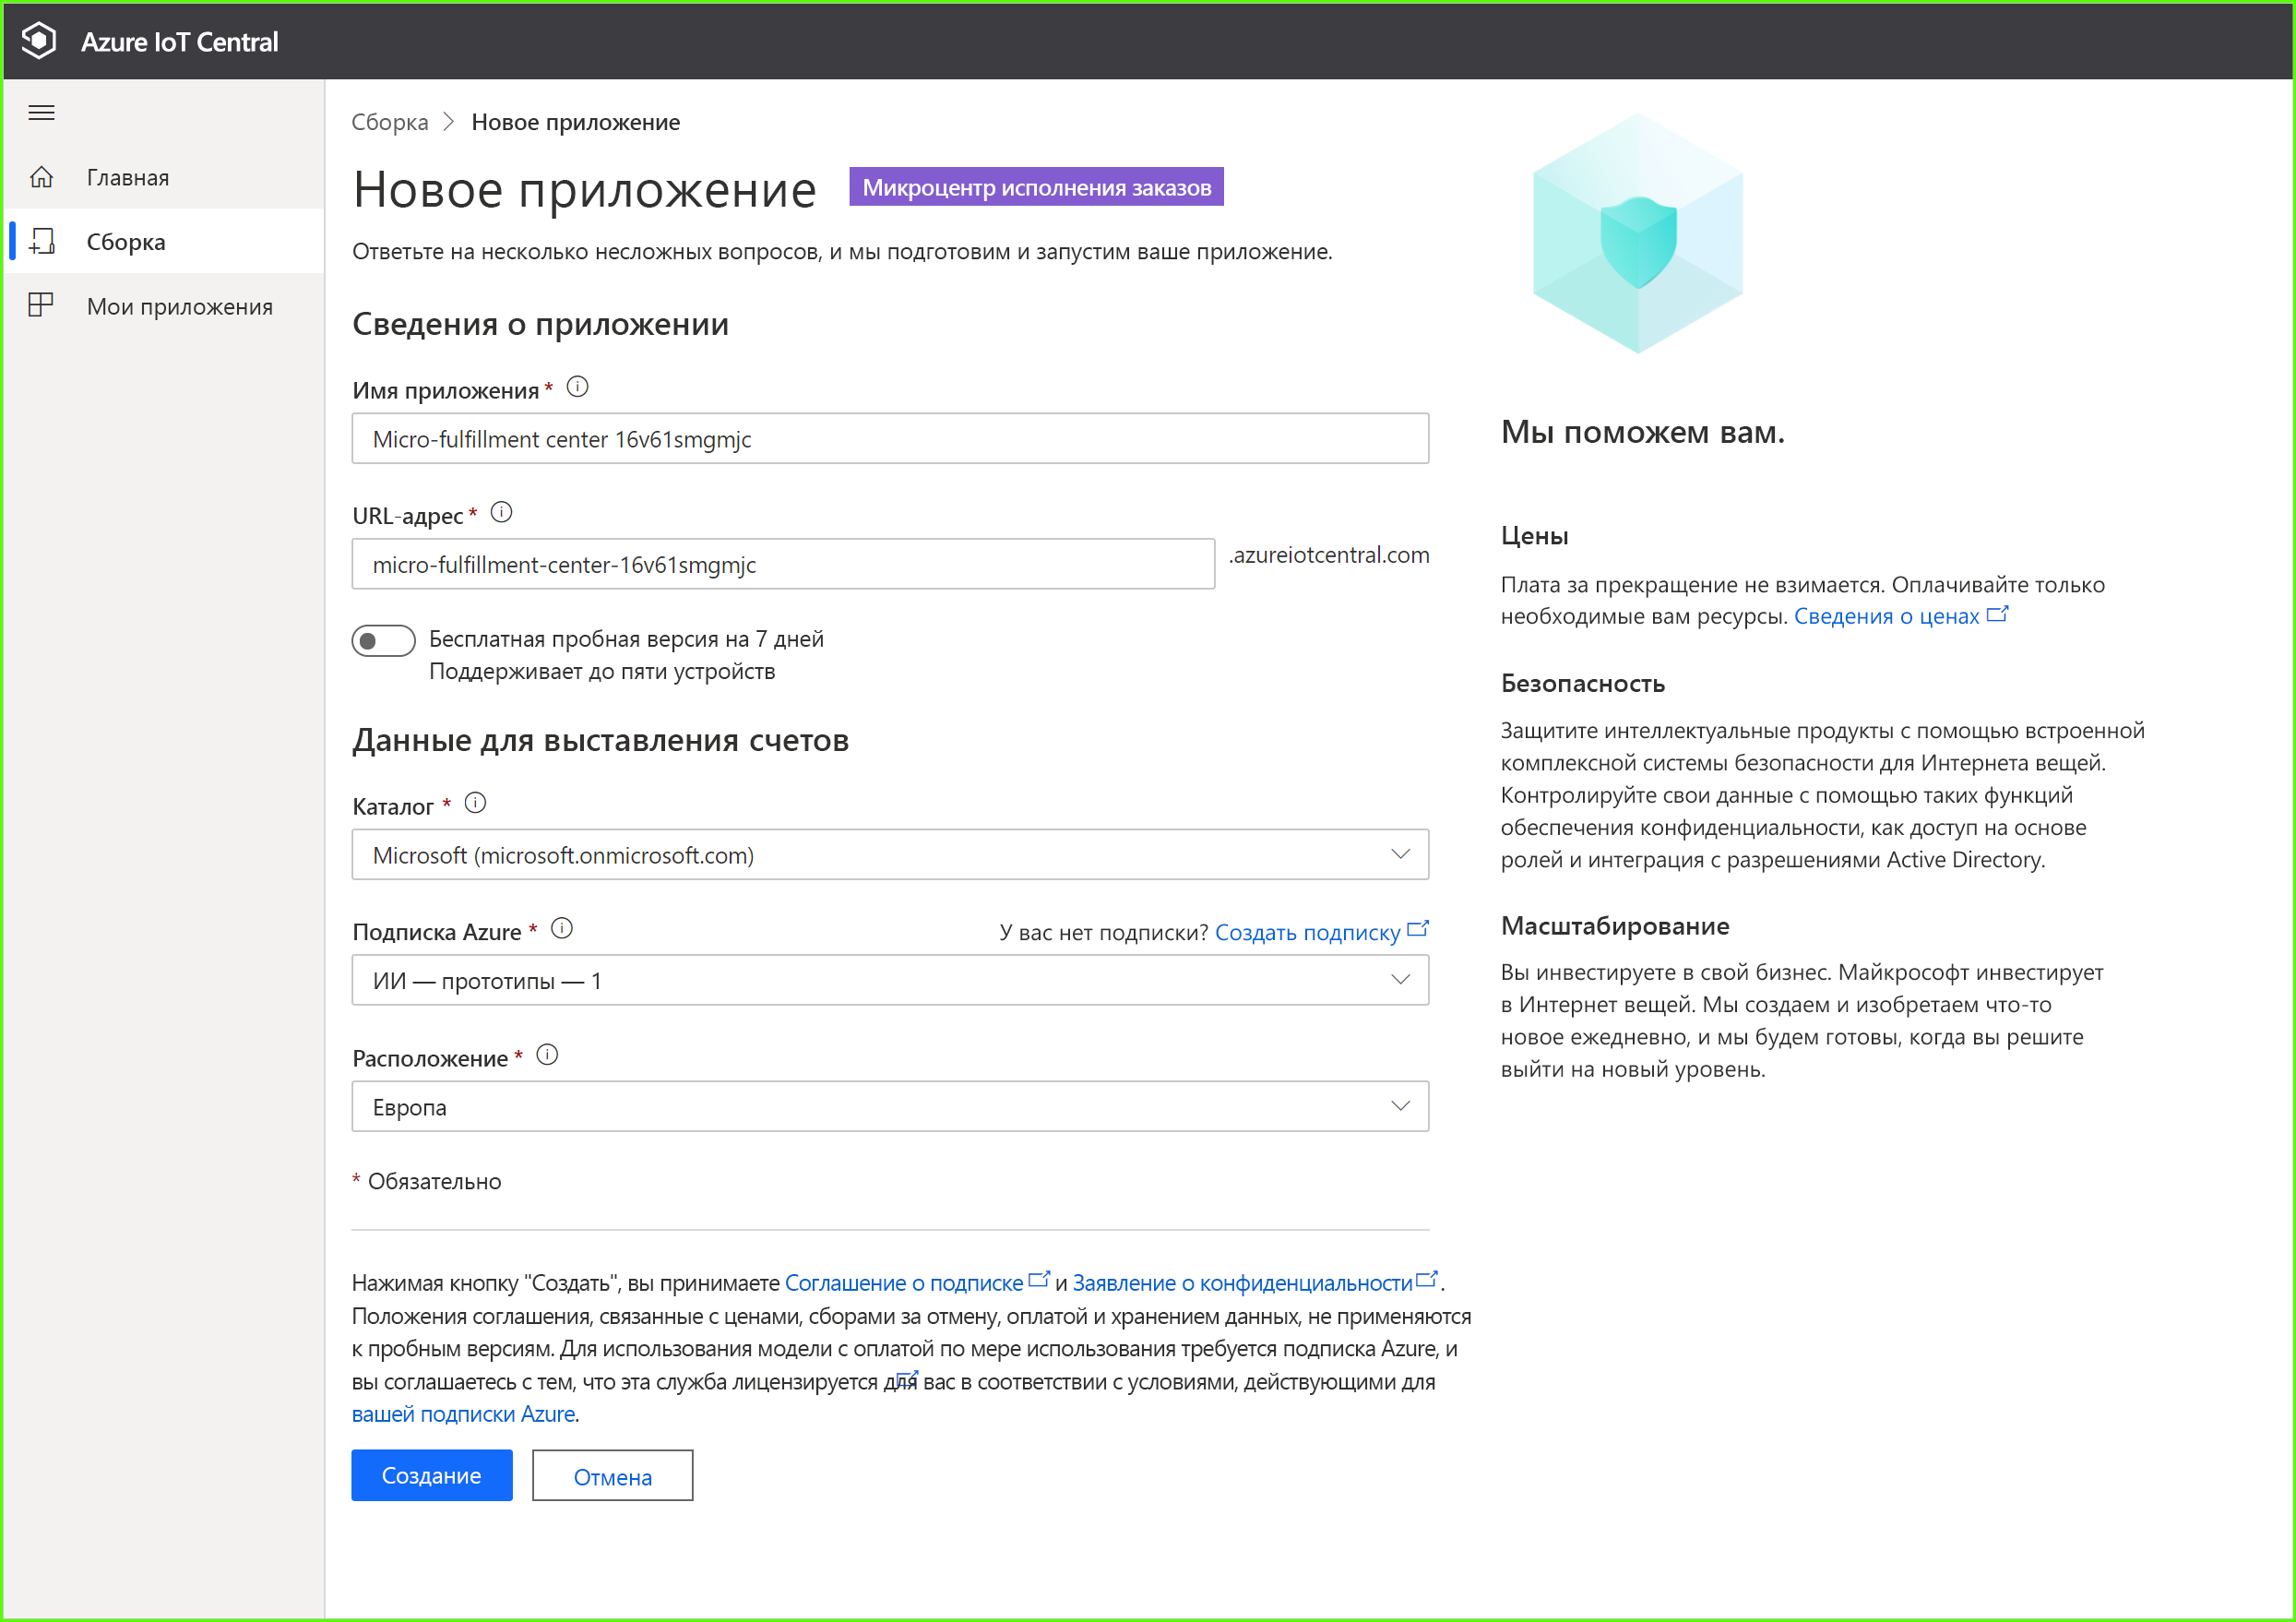 Azure IoT Central
Главная
Сборка
Мои приложения
Сборка Новое приложение
Новое приложение Микроцентр исполнения заказов
Ответьте на несколько несложных вопросов, и мы подготовим и запустим ваше приложение.
Сведения о приложении
Имя приложения *
Micro-fulfillment center 16v61smgmjc
URL-адрес *
micro-fulfillment-center-16v61smgmjc .azureiotcentral.com
Бесплатная пробная версия на 7 дней
Поддерживает до пяти устройств
Данные для выставления счетов
Каталог *
Microsoft (microsoft.onmicrosoft.com)
Подписка Azure * У вас нет подписки? Создать подписку
ИИ — прототипы — 1
Расположение *
Европа
* Обязательно
Нажимая кнопку "Создать", вы принимаете Соглашение о подписке и Заявление о конфиденциальности.
Положения соглашения, связанные с ценами, сборами за отмену, оплатой и хранением данных, не применяются
к пробным версиям. Для использования модели с оплатой по мере использования требуется подписка Azure, и
вы соглашаетесь с тем, что эта служба лицензируется для вас в соответствии с условиями, действующими для
вашей подписки Azure.
Создание Отмена
Мы поможем вам.
Цены
Плата за прекращение не взимается. Оплачивайте только
необходимые вам ресурсы. Сведения о ценах
Безопасность
Защитите интеллектуальные продукты с помощью встроенной
комплексной системы безопасности для Интернета вещей.
Контролируйте свои данные с помощью таких функций
обеспечения конфиденциальности, как доступ на основе
ролей и интеграция с разрешениями Active Directory.
Масштабирование
Вы инвестируете в свой бизнес. Майкрософт инвестирует
в Интернет вещей. Мы создаем и изобретаем что-то
новое ежедневно, и мы будем готовы, когда вы решите
выйти на новый уровень.